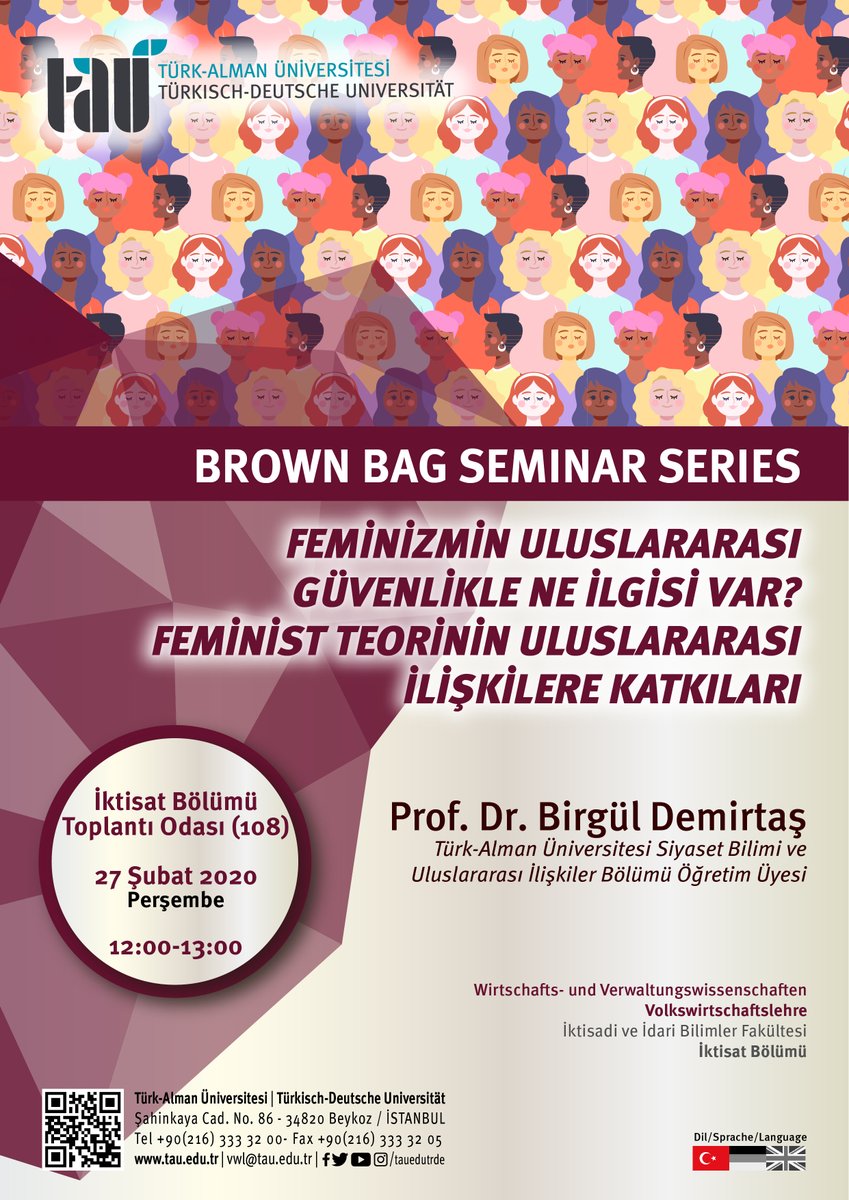 tau
TÜRK-ALMAN ÜNİVERSİTESİ
TÜRKISCH-DEUTSCHE UNIVERSITÄT
BROWN BAG SEMINAR SERIES
FEMİNİZMİN ULUSLARARASI
GÜVENLİKLE NE İLGİSİ VAR?
FEMİNİST TEORİNİN ULUSLARARASI
İLİŞKİLERE KATKILARI
İktisat Bölümü
Toplantı Odası (108)
27 Şubat 2020
Perşembe
12:00-13:00
Prof. Dr. Birgül Demirtaş
Türk-Alman Üniversitesi Siyaset Bilimi ve
Uluslararası İlişkiler Bölümü Öğretim Üyesi
Wirtschafts- und Verwaltungswissenschaften
Volkswirtschaftslehre
İktisadi ve İdari Bilimler Fakültesi
İktisat Bölümü
Türk-Alman Üniversitesi | Türkisch-Deutsche Universität
Şahinkaya Cad. No. 86 - 34820 Beykoz / İSTANBUL
Tel +90(216) 333 32 00- Fax +90(216) 333 32 05
www.tau.edu.tr | vwl@tau.edu.tr | /tauedutrde
Dil/Sprache/Language